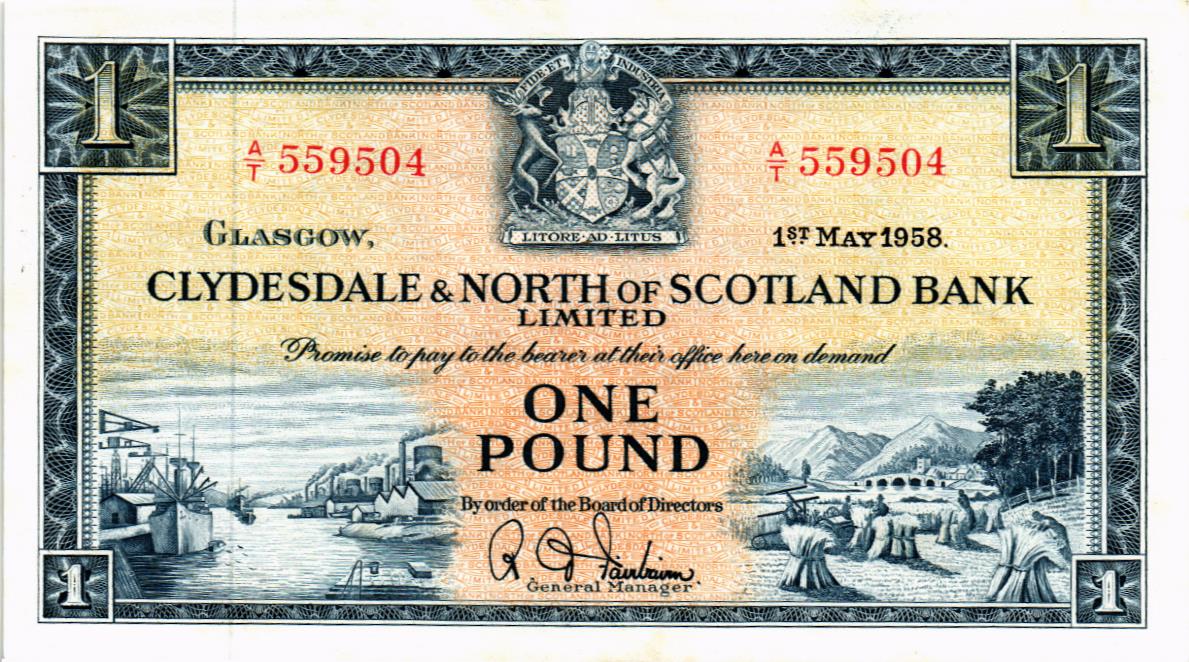 1 1
FIDE·ET· INDUSTRIA
A/T 559504 A/T 559504
LITORE·AD·LITUS
GLASGOW, 1ST MAY 1958.
CLYDESDALE & NORTH OF SCOTLAND BANK
LIMITED
Promise to pay to the bearer at their office here on demand
ONE
POUND
By order of the Board of Directors
R D Fairbairn
General Manager.
1 1